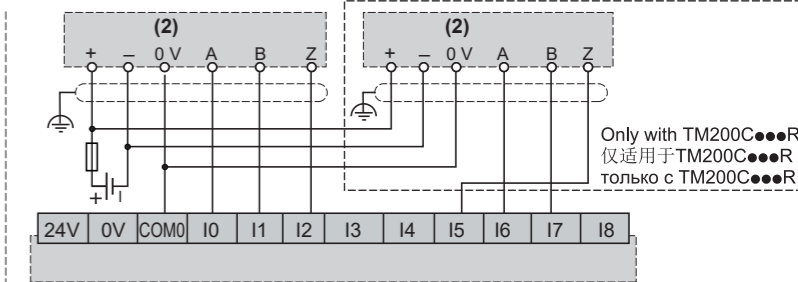 (2)
+ – 0 V A B Z
(2)
+ – 0 V A B Z
Only with TM200C●●●R
仅适用于TM200C●●●R
только с TM200C●●●R
+
24V 0V COM0 I0 I1 I2 I3 I4 I5 I6 I7 I8